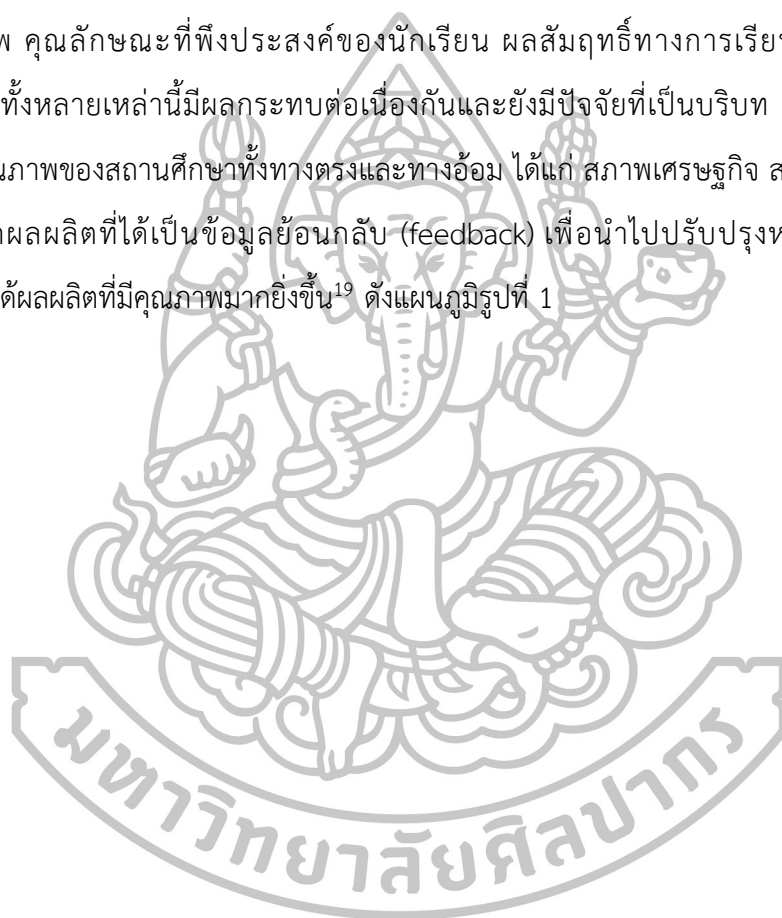 คุณลักษณะที่พึงประสงค์ของนักเรียน ผลสัมฤทธิ์ทางการเรียน
ทั้งหลายเหล่านี้มีผลกระทบต่อเนื่องกันและยังมีปัจจัยที่เป็นบริบท
ของสถานศึกษาทั้งทางตรงและทางอ้อม ได้แก่ สภาพเศรษฐกิจ
ผลผลิตที่ได้เป็นข้อมูลย้อนกลับ (feedback) เพื่อนำไปปรับปรุง
ผลผลิตที่มีคุณภาพมากยิ่งขึ้น19 ดังแผนภูมิรูปที่ 1
มหาวิทยาลัยศิลปากร